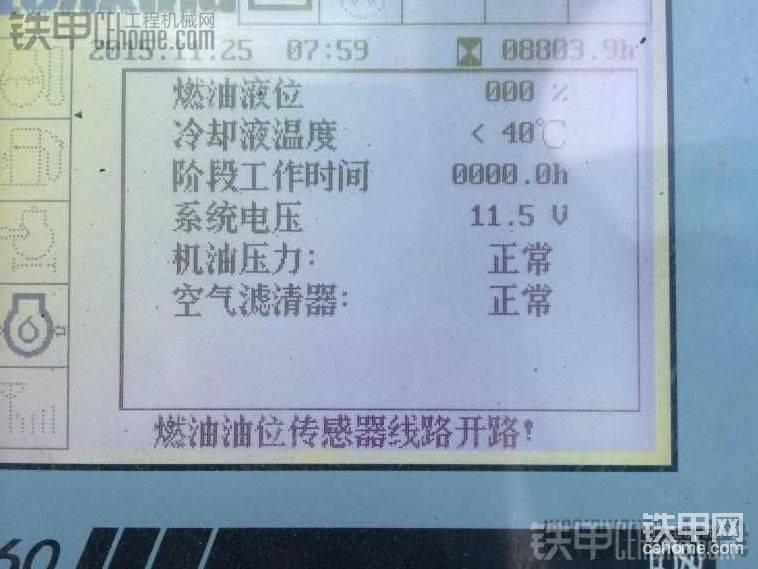 铁甲 工程机械网
2015.11.25 07:59 08803.9h
燃油液位 000 %
冷却液温度 < 40℃
阶段工作时间 0000.0h
系统电压 11.5 V
机油压力: 正常
空气滤清器: 正常
燃油油位传感器线路开路!
60
铁甲网
cehome.com